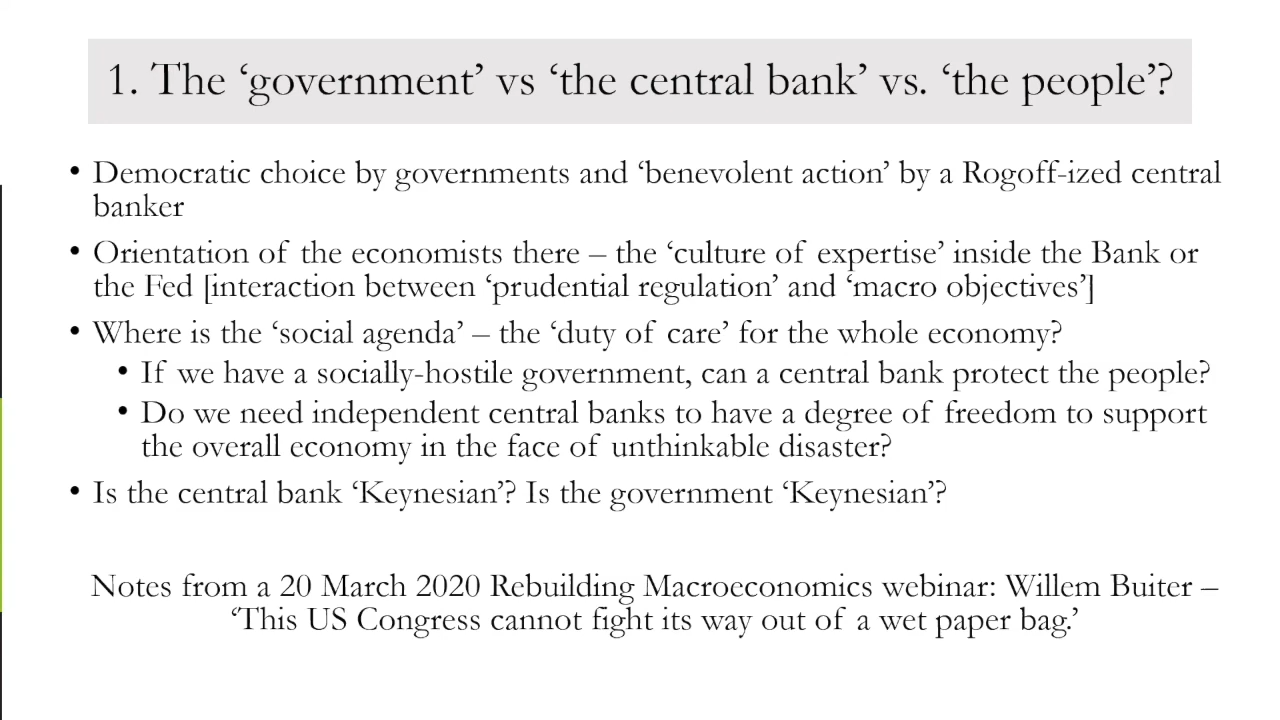 1. The ‘government’ vs ‘the central bank’ vs. ‘the people’?
• Democratic choice by governments and ‘benevolent action’ by a Rogoff-ized central
banker
• Orientation of the economists there – the ‘culture of expertise’ inside the Bank or
the Fed [interaction between ‘prudential regulation’ and ‘macro objectives’]
• Where is the ‘social agenda’ – the ‘duty of care’ for the whole economy?
• If we have a socially-hostile government, can a central bank protect the people?
• Do we need independent central banks to have a degree of freedom to support
the overall economy in the face of unthinkable disaster?
• Is the central bank ‘Keynesian’? Is the government ‘Keynesian’?
Notes from a 20 March 2020 Rebuilding Macroeconomics webinar: Willem Buiter –
‘This US Congress cannot fight its way out of a wet paper bag.’